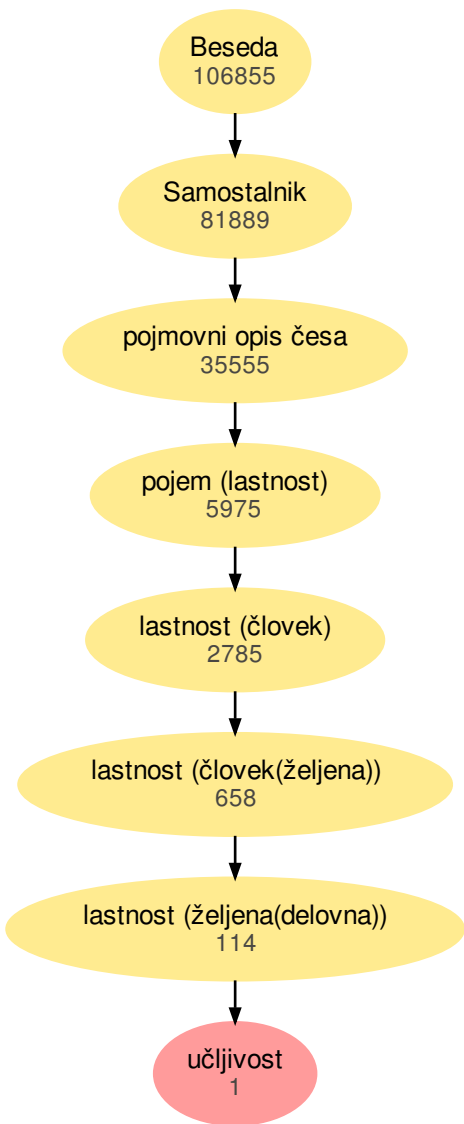 Beseda
106855
Samostalnik
81889
pojmovni opis česa
35555
pojem (lastnost)
5975
lastnost (človek)
2785
lastnost (človek(željena))
658
lastnost (željena(delovna))
114
učljivost
1